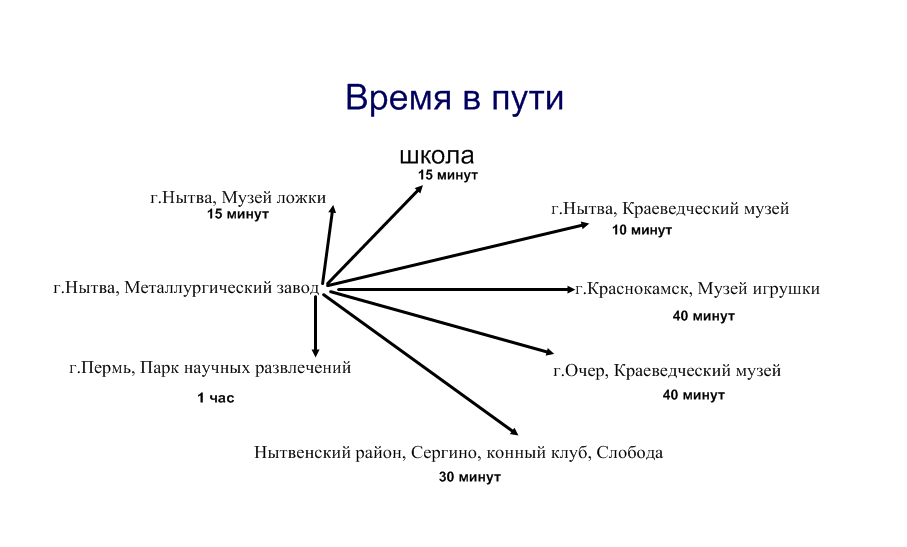 Время в пути
школа
15 минут
г.Нытва, Музей ложки
15 минут
г.Нытва, Краеведческий музей
10 минут
г.Нытва, Металлургический завод
г.Краснокамск, Музей игрушки
40 минут
г.Пермь, Парк научных развлечений
1 час
г.Очер, Краеведческий музей
40 минут
Нытвенский район, Сергино, конный клуб, Слобода
30 минут